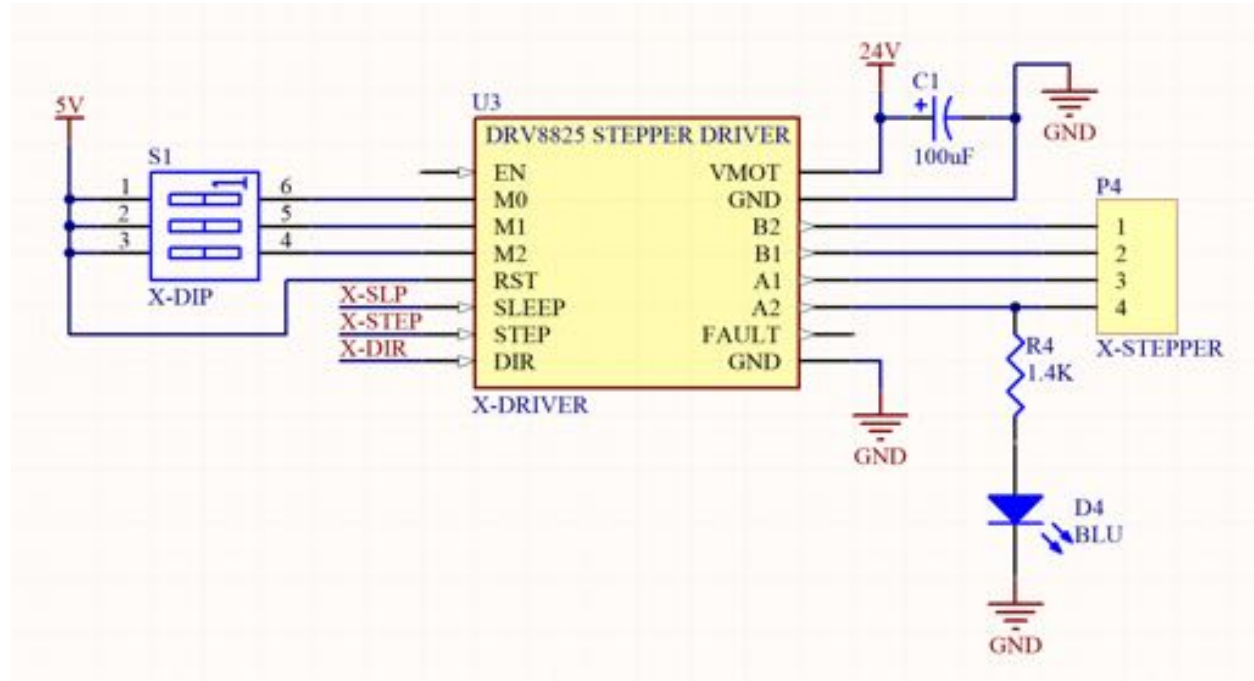 5V
S1
1
2
3
6
5
4
1
X-DIP
X-SLP
X-STEP
X-DIR
U3
DRV8825 STEPPER DRIVER
EN
M0
M1
M2
RST
SLEEP
STEP
DIR
VMOT
GND
B2
B1
A1
A2
FAULT
GND
X-DRIVER
24V
C1
+
100uF
GND
P4
1
2
3
4
X-STEPPER
GND
R4
1.4K
D4
BLU
GND